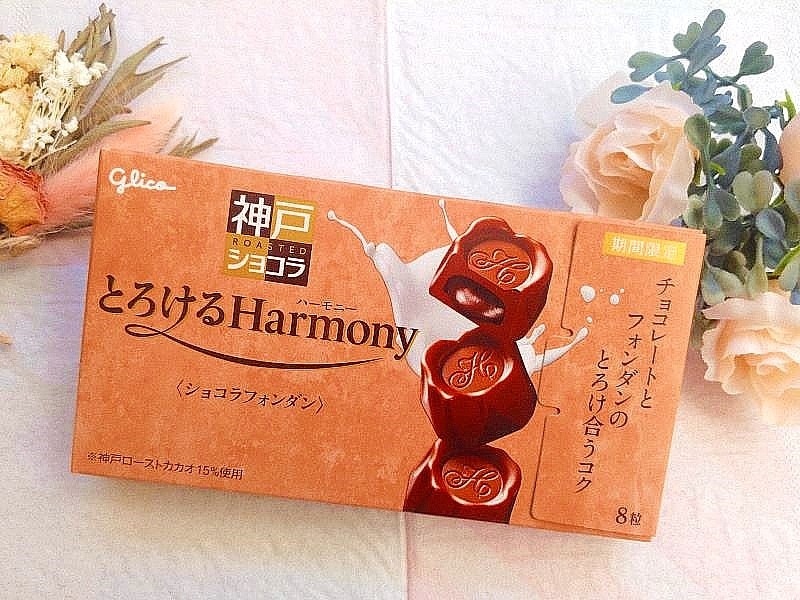 Glico
神戸
ROASTED
ショコラ
ハーモニー
とろけるHarmony
〈ショコラフォンダン〉
※神戸ローストカカオ15%使用
期間限定
チョコレートと
フォンダンの
とろけ合うコク
8粒
H
H
H